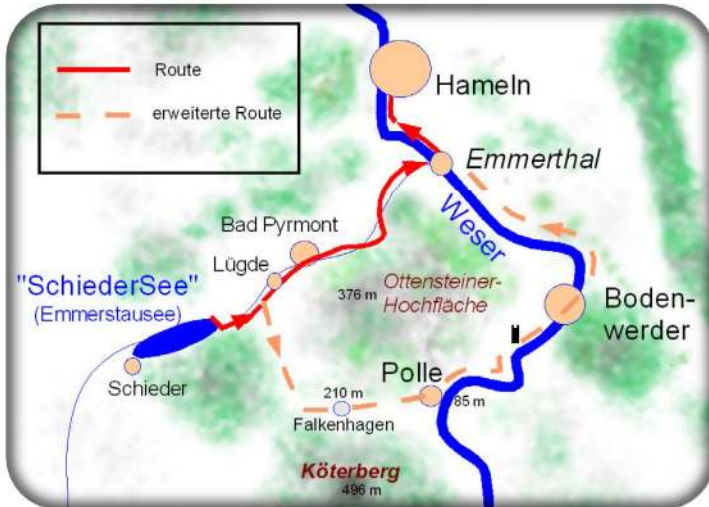 Route
erweiterte Route
Hameln
Emmerthal
Weser
Bad Pyrmont
Lügde
"SchiederSee"
(Emmerstausee)
Schieder
376 m
Ottensteiner-
Hochfläche
Boden-
werder
Polle
85 m
210 m
Falkenhagen
Köterberg
496 m